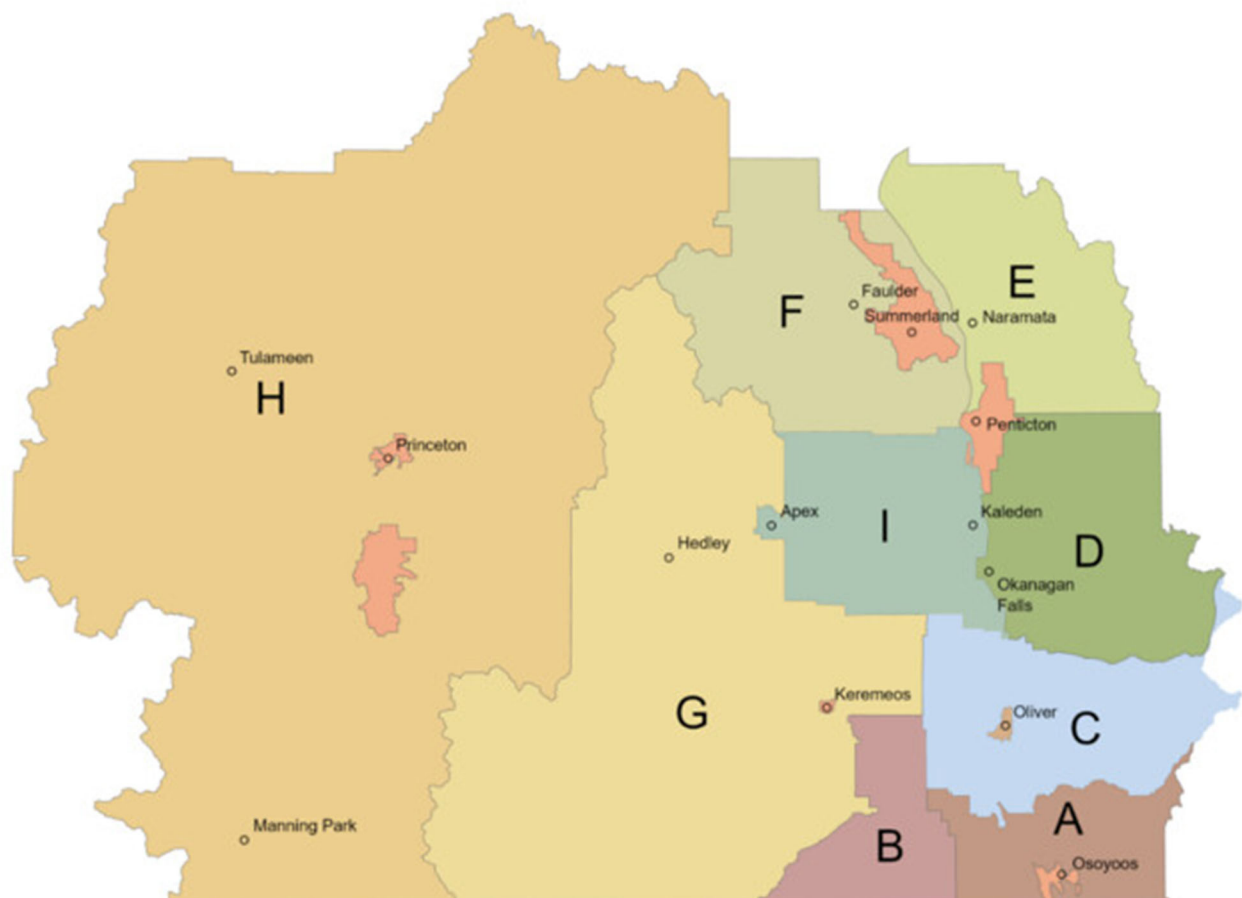 E
Faulder
F
Summerland
Naramata
Tulameen
H
Penticton
Princeton
Apex
Kaleden
I
Hedley
D
Okanagan
Falls
Keremeos
G
Oliver
C
A
Manning Park
B
Osoyoos